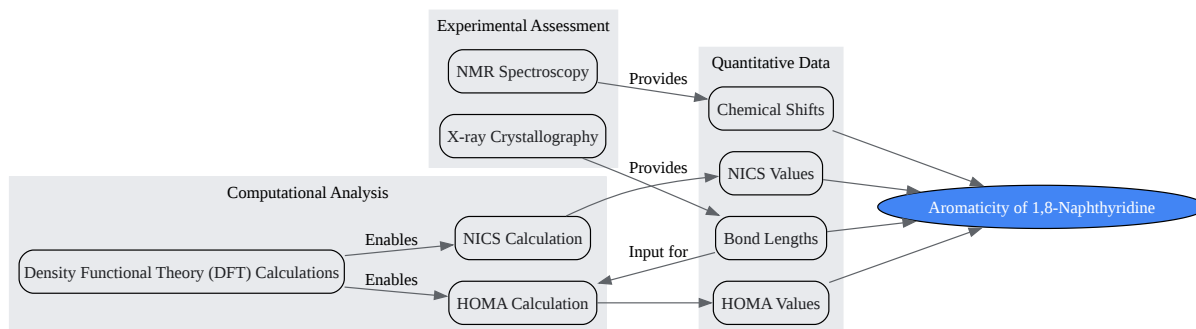 Experimental Assessment
NMR Spectroscopy
X-ray Crystallography
Provides
Provides
Quantitative Data
Chemical Shifts
NICS Values
Bond Lengths
HOMA Values
Computational Analysis
Density Functional Theory (DFT) Calculations
Enables
Enables
NICS Calculation
HOMA Calculation
Input for
Aromaticity of 1,8-Naphthyridine